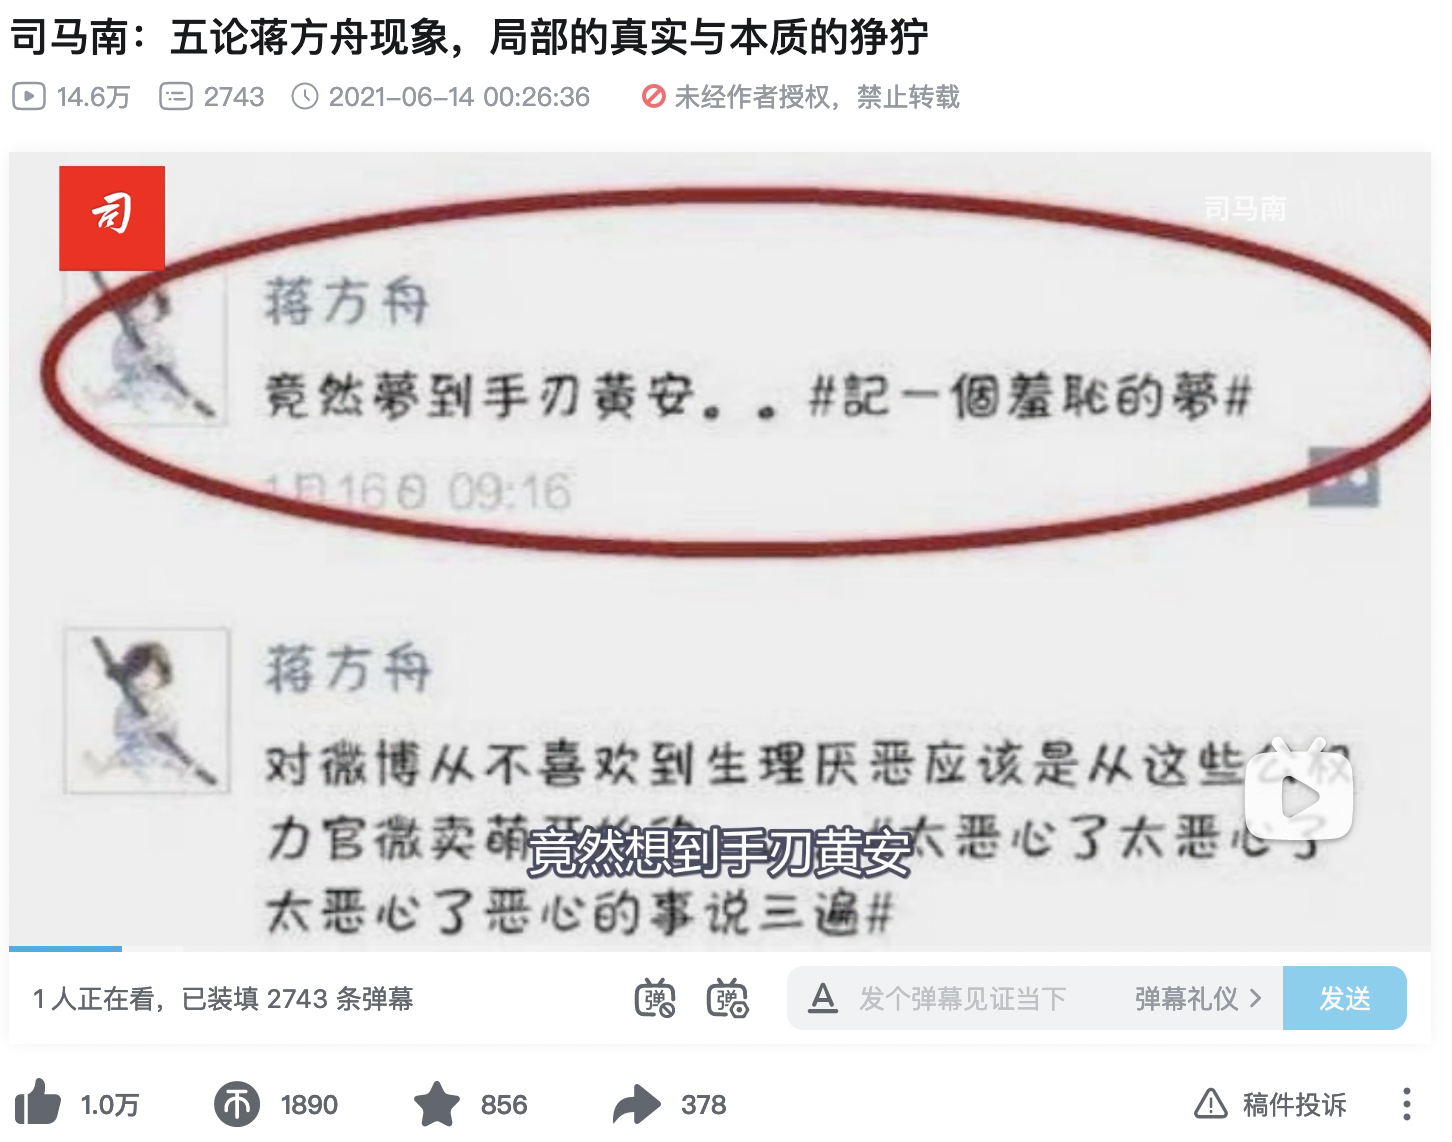 司马南：五论蒋方舟现象，局部的真实与本质的狰狞
14.6万 2743 2021-06-14 00:26:36 未经作者授权，禁止转载
司
司马南
蒋方舟
竟然夢到手刃黃安。。#記一個羞恥的夢#
1月16日 09:16
蒋方舟
对微博从不喜欢到生理厌恶应该是从这些公权
力官微卖萌 #太恶心了太恶心了
竟然想到手刃黄安
太恶心了恶心的事说三遍#
1人正在看，已装填 2743 条弹幕 弹 弹 A 发个弹幕见证当下 弹幕礼仪 发送
1.0万 1890 856 378 稿件投诉